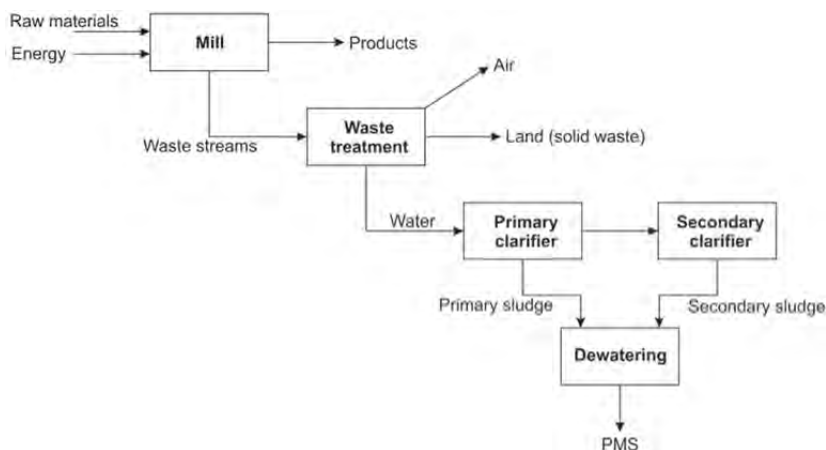 Raw materials
Energy
Mill
Products
Air
Waste
treatment
Waste streams
Land (solid waste)
Water
Primary
clarifier
Secondary
clarifier
Primary sludge
Secondary sludge
Dewatering
PMS